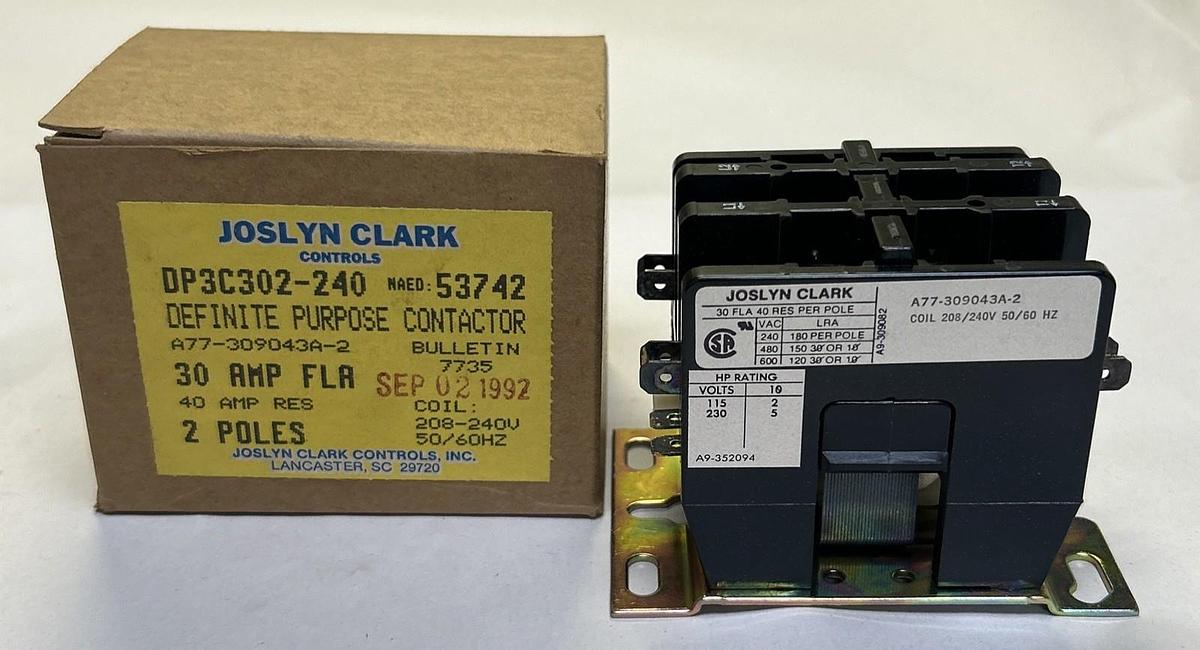 JOSLYN CLARK
CONTROLS
DP3C302-240 NAED: 53742
DEFINITE PURPOSE CONTACTOR
A77-309043A-2 BULLETIN
7735
30 AMP FLA SEP 02 1992
40 AMP RES COIL:
2 POLES 208-240V
50/60HZ
JOSLYN CLARK CONTROLS, INC.
LANCASTER, SC 29720
JOSLYN CLARK
30 FLA 40 RES PER POLE
VAC LRA
240 180 PER POLE
480 150 3Ø OR 1Ø
600 120 3Ø OR 1Ø
A9-309082
A77-309043A-2
COIL 208/240V 50/60 HZ
HP RATING
VOLTS 1Ø
115 2
230 5
A9-352094